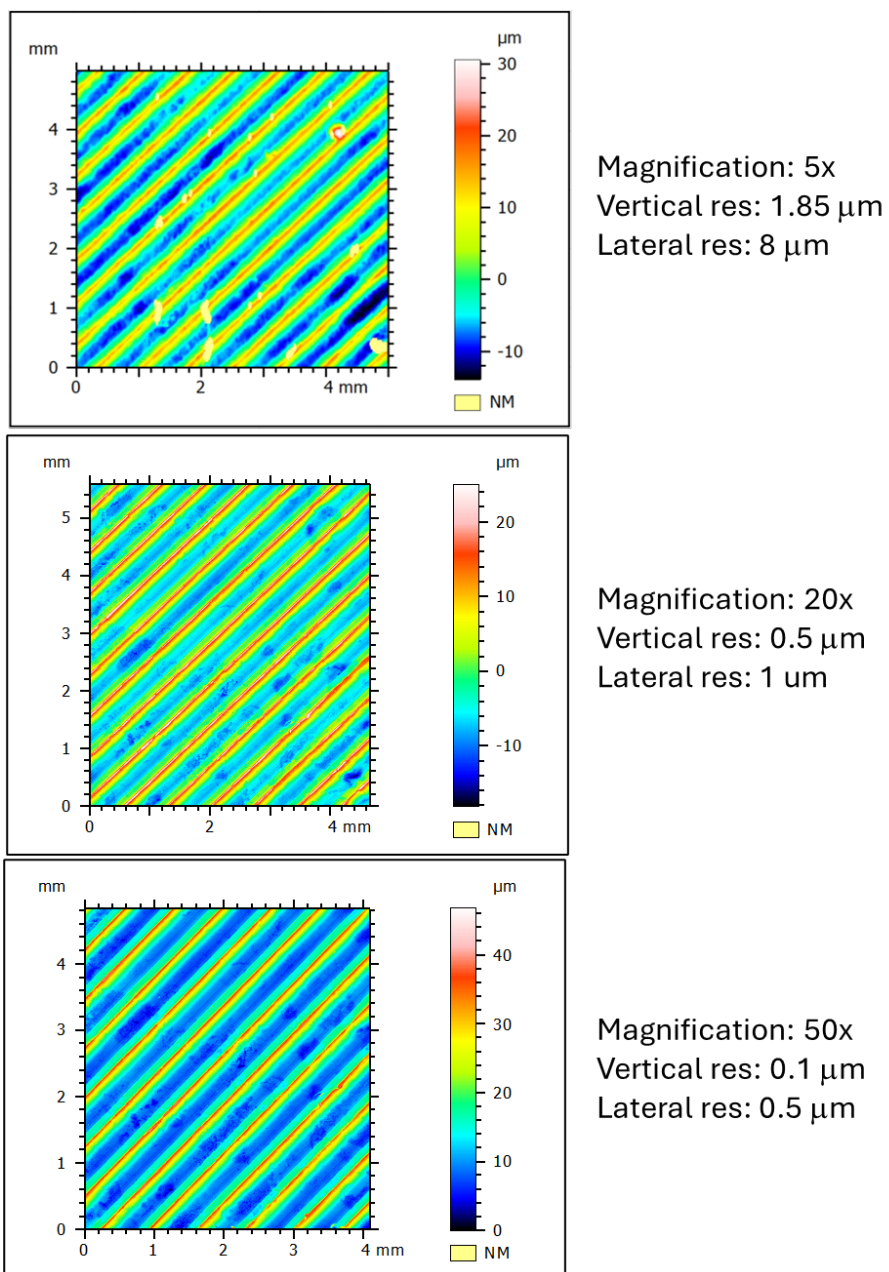 mm
µm
30
20
10
0
-10
NM
4
3
2
1
0
0
2
4 mm
Magnification: 5x
Vertical res: 1.85 µm
Lateral res: 8 µm
mm
µm
20
10
0
-10
NM
5
4
3
2
1
0
0
2
4 mm
Magnification: 20x
Vertical res: 0.5 µm
Lateral res: 1 um
mm
µm
40
30
20
10
0
NM
4
3
2
1
0
0
1
2
3
4 mm
Magnification: 50x
Vertical res: 0.1 µm
Lateral res: 0.5 µm